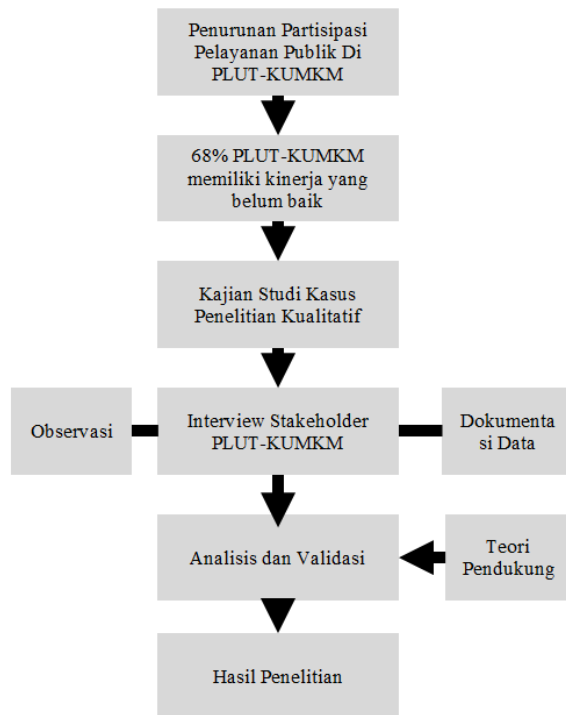 Penurunan Partisipasi
Pelayanan Publik Di
PLUT-KUMKM
68% PLUT-KUMKM
memiliki kinerja yang
belum baik
Kajian Studi Kasus
Penelitian Kualitatif
Observasi
Interview Stakeholder
PLUT-KUMKM
Dokumenta
si Data
Analisis dan Validasi
Teori
Pendukung
Hasil Penelitian